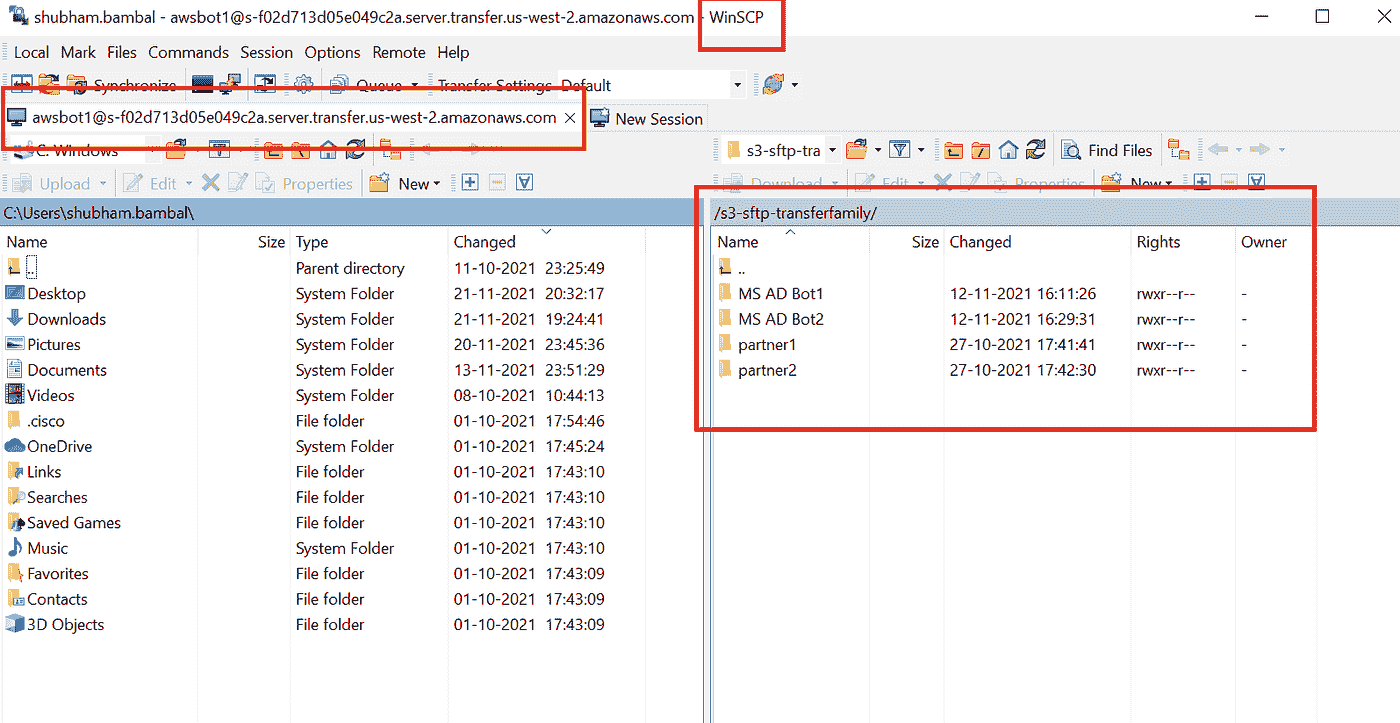 shubham.bambal - awsbot1@s-f02d713d05e049c2a.server.transfer.us-west-2.amazonaws.com - WinSCP
Local Mark Files Commands Session Options Remote Help
Synchronize Queue Transfer Settings Default
awsbot1@s-f02d713d05e049c2a.server.transfer.us-west-2.amazonaws.com × New Session
C: Windows s3-sftp-tra Find Files
Upload Edit Properties New Download Edit Properties New
C:\Users\shubham.bambal\ /s3-sftp-transferfamily/
Name Size Type Changed Name Size Changed Rights Owner
.. Parent directory 11-10-2021 23:25:49 ..
Desktop System Folder 21-11-2021 20:32:17 MS AD Bot1 12-11-2021 16:11:26 rwxr--r-- -
Downloads System Folder 21-11-2021 19:24:41 MS AD Bot2 12-11-2021 16:29:31 rwxr--r-- -
Pictures System Folder 20-11-2021 23:45:36 partner1 27-10-2021 17:41:41 rwxr--r-- -
Documents System Folder 13-11-2021 23:51:29 partner2 27-10-2021 17:42:30 rwxr--r-- -
Videos System Folder 08-10-2021 10:44:13
.cisco File folder 01-10-2021 17:54:46
OneDrive System Folder 01-10-2021 17:45:24
Links File folder 01-10-2021 17:43:10
Searches File folder 01-10-2021 17:43:10
Saved Games File folder 01-10-2021 17:43:10
Music System Folder 01-10-2021 17:43:10
Favorites File folder 01-10-2021 17:43:09
Contacts File folder 01-10-2021 17:43:09
3D Objects File folder 01-10-2021 17:43:09